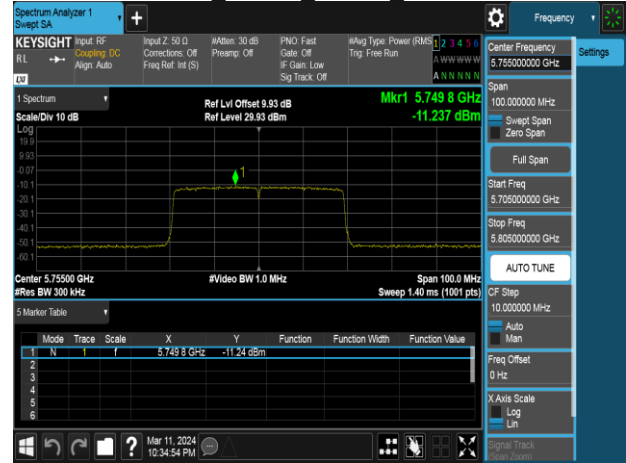 Spectrum Analyzer 1
Swept SA
+
Frequency
KEYSIGHT Input: RF Input Z: 50 Ω #Atten: 30 dB PNO: Fast #Avg Type: Power (RMS 1 2 3 4 5 6
RL Coupling: DC Corrections: Off Preamp: Off Gate: Off Trig: Free Run A W W W W W
Align: Auto Freq Ref: Int (S) IF Gain: Low
Sig Track: Off A N N N N N
LXI
Center Frequency
5.755000000 GHz
Settings
1 Spectrum
Scale/Div 10 dB
Ref Lvl Offset 9.93 dB
Ref Level 29.93 dBm
Mkr1 5.749 8 GHz
-11.237 dBm
Log
19.9
9.93
-0.07
-10.1
-20.1
-30.1
-40.1
-50.1
-60.1
1
Center 5.75500 GHz #Video BW 1.0 MHz Span 100.0 MHz
#Res BW 300 kHz Sweep 1.40 ms (1001 pts)
Span
100.000000 MHz
Swept Span
Zero Span
Full Span
Start Freq
5.705000000 GHz
Stop Freq
5.805000000 GHz
AUTO TUNE
CF Step
10.000000 MHz
Auto
Man
Freq Offset
0 Hz
X Axis Scale
Log
Lin
Signal Track
(Span Zoom)
5 Marker Table
Mode Trace Scale X Y Function Function Width Function Value
1 N 1 f 5.749 8 GHz -11.24 dBm
2
3
4
5
6
?
Mar 11, 2024
10:34:54 PM